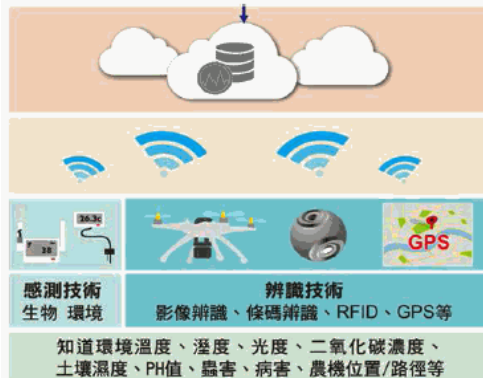 26.3c
38
GPS
感測技術
生物 環境
辨識技術
影像辨識、條碼辨識、RFID、GPS等
知道環境溫度、溼度、光度、二氧化碳濃度、
土壤濕度、PH值、蟲害、病害、農機位置/路徑等